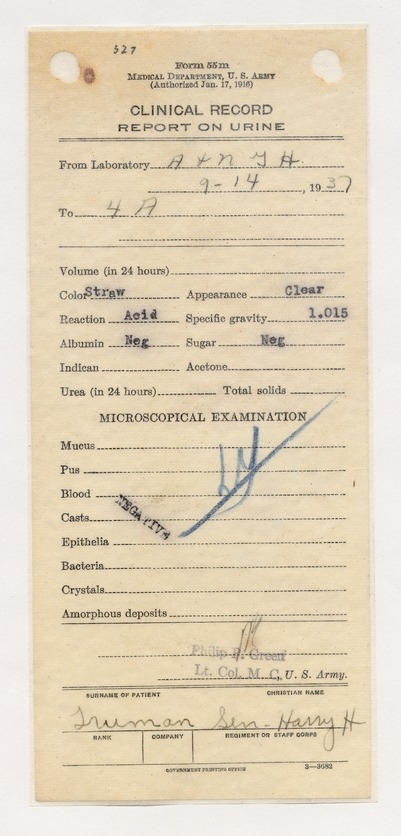 527
Form 55m
MEDICAL DEPARTMENT, U. S. ARMY
(Authorized Jan. 17, 1916)
CLINICAL RECORD
REPORT ON URINE
From Laboratory A & N G H
9-14, 1937
To 4 A
Volume (in 24 hours)
Color Straw Appearance Clear
Reaction Acid Specific gravity 1.015
Albumin Neg Sugar Neg
Indican Acetone
Urea (in 24 hours) Total solids
MICROSCOPICAL EXAMINATION
Mucus
Pus
Blood
Casts
NEGATIVE
Epithelia
Bacteria
Crystals
Amorphous deposits
Philip B. Green
Lt. Col. M. C., U. S. Army.
SURNAME OF PATIENT CHRISTIAN NAME
Truman Sen- Harry H
RANK COMPANY REGIMENT OR STAFF CORPS
GOVERNMENT PRINTING OFFICE 3—3682